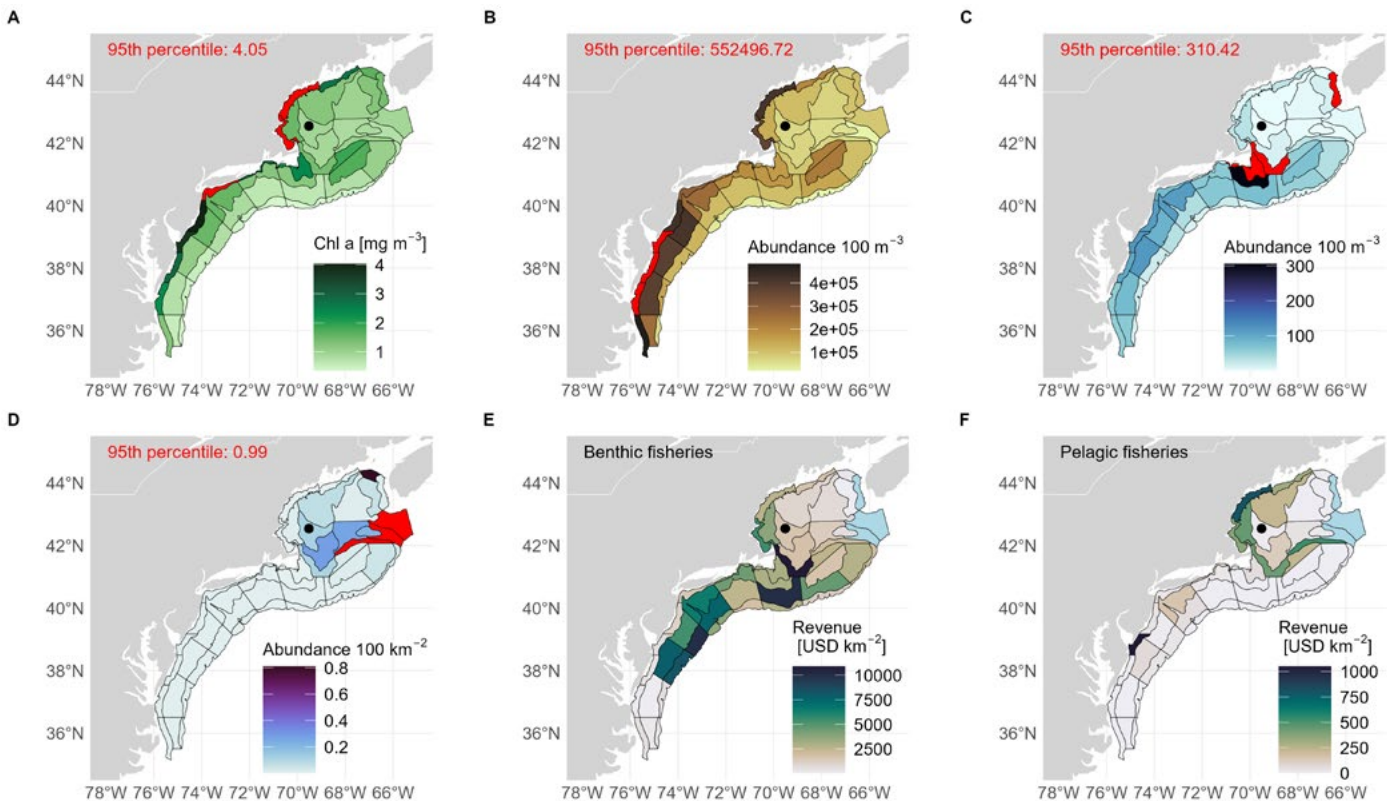 A
95th percentile: 4.05
44°N
42°N
40°N
38°N
36°N
Chl a [mg m⁻³]
4
3
2
1
78°W 76°W 74°W 72°W 70°W 68°W 66°W
B
95th percentile: 552496.72
44°N
42°N
40°N
38°N
36°N
Abundance 100 m⁻³
4e+05
3e+05
2e+05
1e+05
78°W 76°W 74°W 72°W 70°W 68°W 66°W
C
95th percentile: 310.42
44°N
42°N
40°N
38°N
36°N
Abundance 100 m⁻³
300
200
100
78°W 76°W 74°W 72°W 70°W 68°W 66°W
D
95th percentile: 0.99
44°N
42°N
40°N
38°N
36°N
Abundance 100 km⁻²
0.8
0.6
0.4
0.2
78°W 76°W 74°W 72°W 70°W 68°W 66°W
E
Benthic fisheries
44°N
42°N
40°N
38°N
36°N
Revenue
[USD km⁻²]
10000
7500
5000
2500
78°W 76°W 74°W 72°W 70°W 68°W 66°W
F
Pelagic fisheries
44°N
42°N
40°N
38°N
36°N
Revenue
[USD km⁻²]
1000
750
500
250
0
78°W 76°W 74°W 72°W 70°W 68°W 66°W